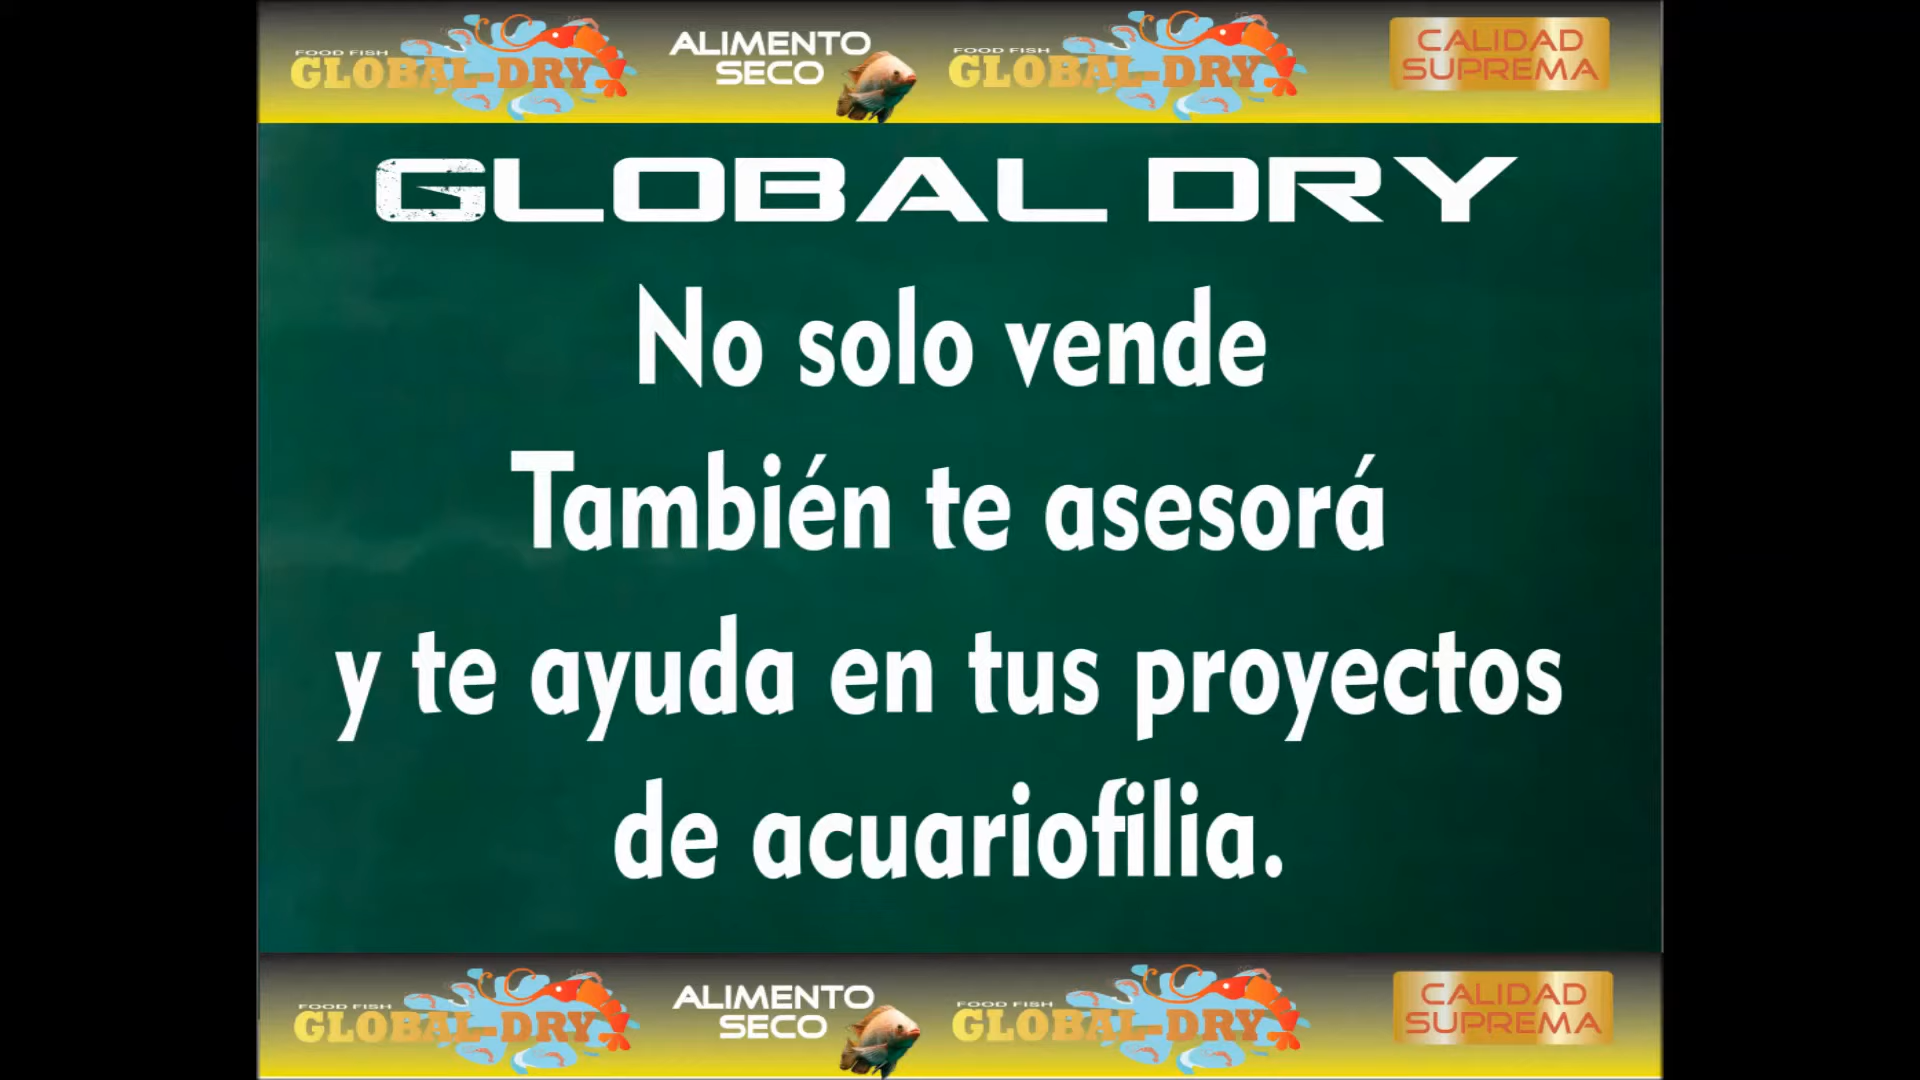 FOOD FISH
GLOBAL-DRY
ALIMENTO
SECO
FOOD FISH
GLOBAL-DRY
CALIDAD
SUPREMA
GLOBAL DRY
No solo vende
También te asesorá
y te ayuda en tus proyectos
de acuariofilia.
FOOD FISH
GLOBAL-DRY
ALIMENTO
SECO
FOOD FISH
GLOBAL-DRY
CALIDAD
SUPREMA